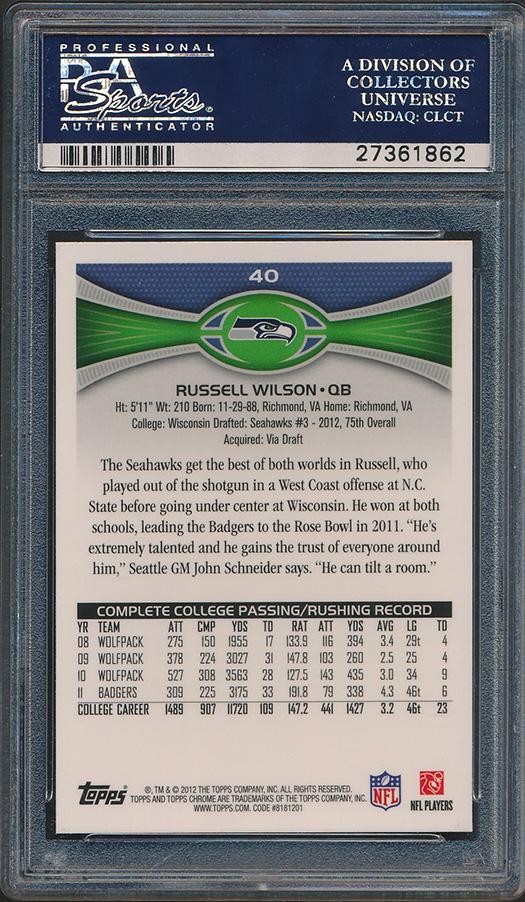 PROFESSIONAL
PSA
Sports®
AUTHENTICATOR
A DIVISION OF
COLLECTORS
UNIVERSE
NASDAQ: CLCT
27361862
40
RUSSELL WILSON • QB
Ht: 5'11" Wt: 210 Born: 11-29-88, Richmond, VA Home: Richmond, VA
College: Wisconsin Drafted: Seahawks #3 - 2012, 75th Overall
Acquired: Via Draft
The Seahawks get the best of both worlds in Russell, who
played out of the shotgun in a West Coast offense at N.C.
State before going under center at Wisconsin. He won at both
schools, leading the Badgers to the Rose Bowl in 2011. “He’s
extremely talented and he gains the trust of everyone around
him,” Seattle GM John Schneider says. “He can tilt a room.”
COMPLETE COLLEGE PASSING/RUSHING RECORD
YR TEAM ATT CMP YDS TD RAT ATT YDS AVG LG TD
08 WOLFPACK 275 150 1955 17 133.9 116 394 3.4 29t 4
09 WOLFPACK 378 224 3027 31 147.8 103 260 2.5 25 4
10 WOLFPACK 527 308 3563 28 127.5 143 435 3.0 34 9
11 BADGERS 309 225 3175 33 191.8 79 338 4.3 46t 6
COLLEGE CAREER 1489 907 11720 109 147.2 441 1427 3.2 46t 23
Topps®
®, TM & © 2012 THE TOPPS COMPANY, INC. ALL RIGHTS RESERVED.
TOPPS AND TOPPS CHROME ARE TRADEMARKS OF THE TOPPS COMPANY, INC.
WWW.TOPPS.COM. CODE #8181201
NFL
NFL PLAYERS